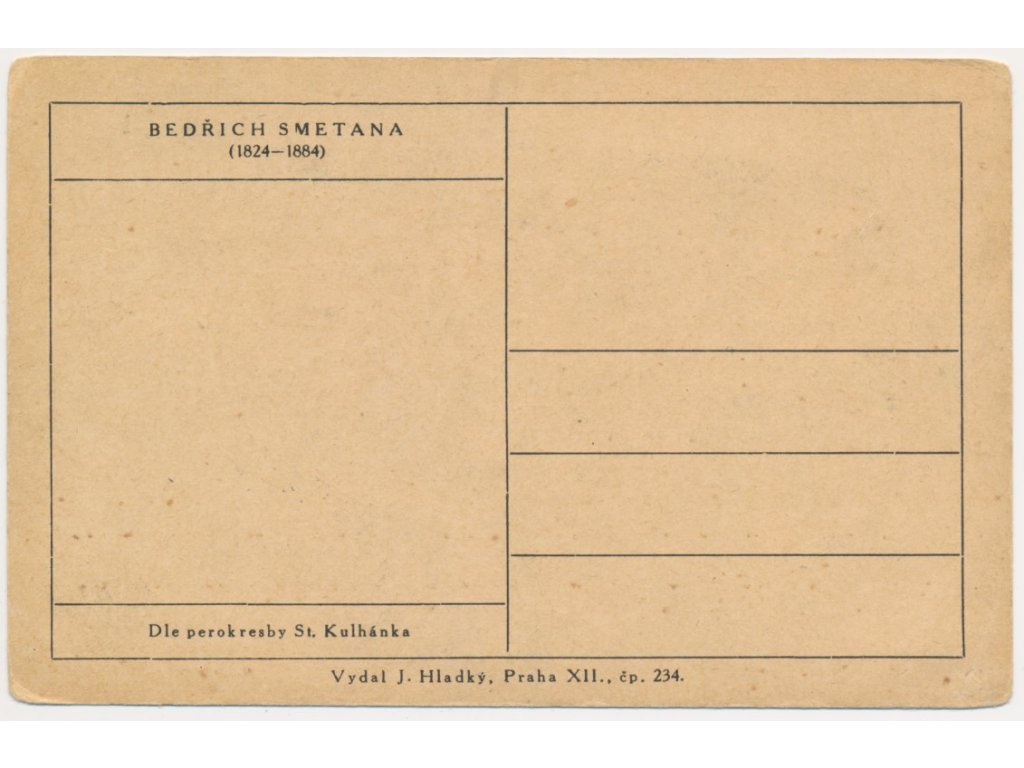 BEDŘICH SMETANA
(1824—1884)
Dle perokresby St. Kulhánka
Vydal J. Hladký, Praha XII., čp. 234.